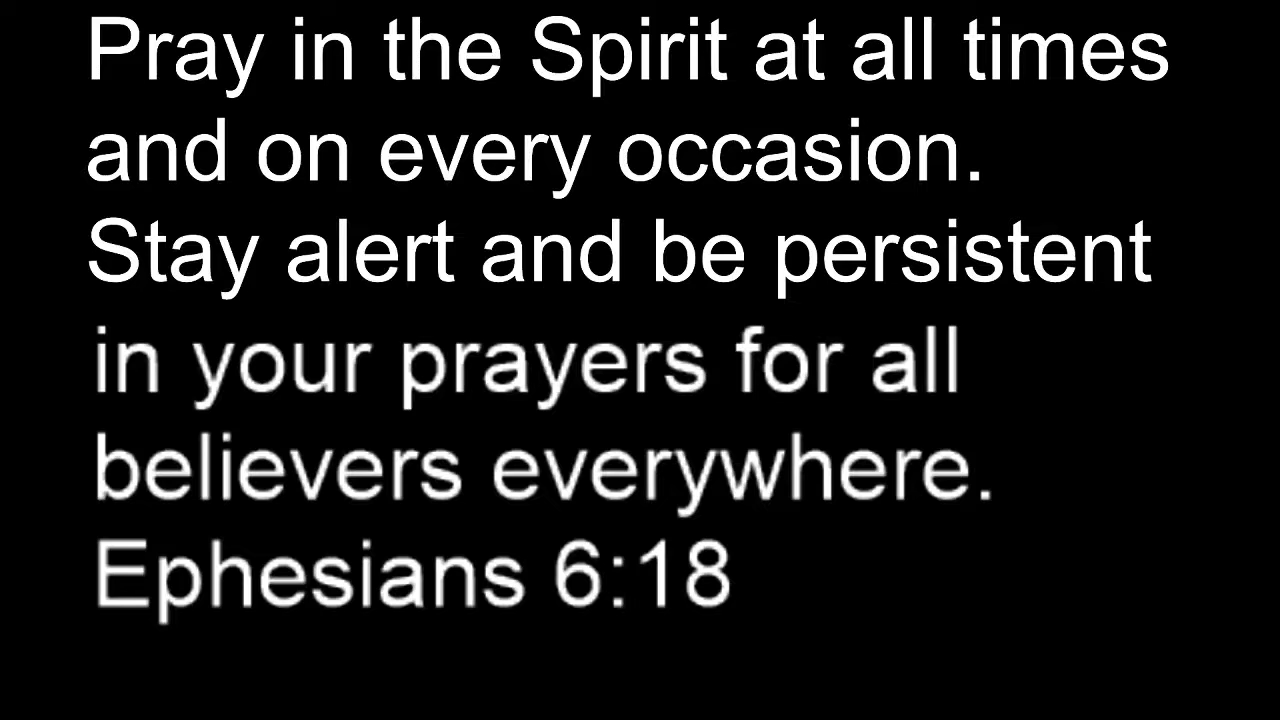 Pray in the Spirit at all times
and on every occasion.
Stay alert and be persistent
in your prayers for all
believers everywhere.
Ephesians 6:18